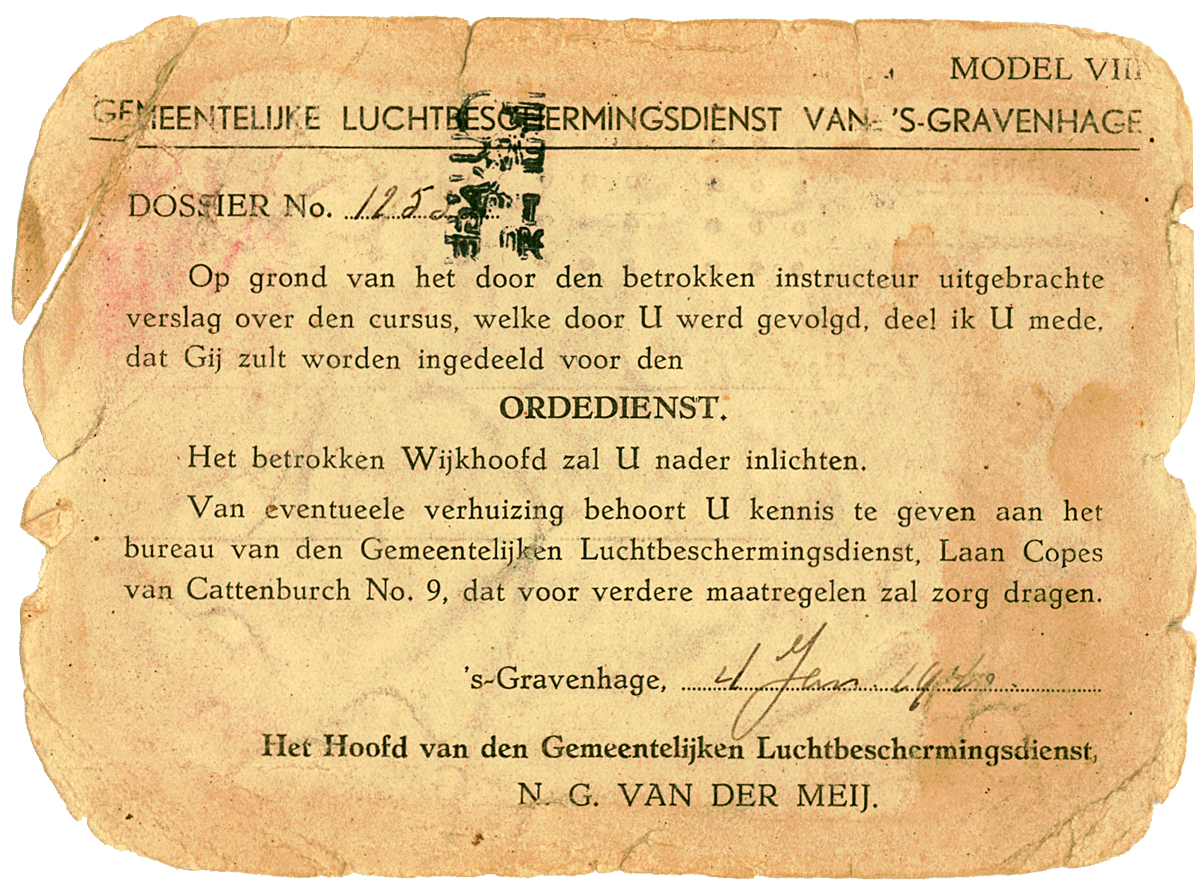 MODEL VIII
GEMEENTELIJKE LUCHTBESCHERMINGSDIENST VAN 'S-GRAVENHAGE
DOSSIER No.
Op grond van het door den betrokken instructeur uitgebrachte
verslag over den cursus, welke door U werd gevolgd, deel ik U mede,
dat Gij zult worden ingedeeld voor den
ORDEDIENST.
Het betrokken Wijkhoofd zal U nader inlichten.
Van eventueele verhuizing behoort U kennis te geven aan het
bureau van den Gemeentelijken Luchtbeschermingsdienst, Laan Copes
van Cattenburch No. 9, dat voor verdere maatregelen zal zorg dragen.
's-Gravenhage, 4 Jan.
Het Hoofd van den Gemeentelijken Luchtbeschermingsdienst,
N. G. VAN DER MEIJ.